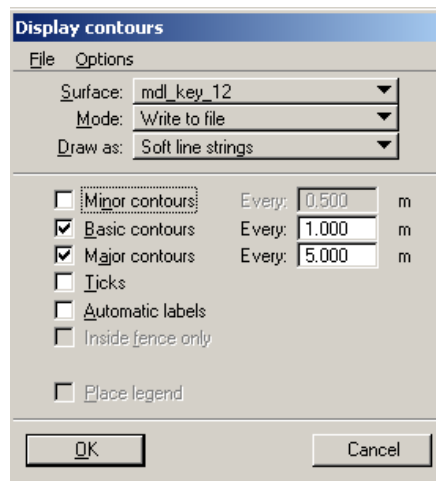 Display contours
File Options
Surface: mdl_key_12
Mode: Write to file
Draw as: Soft line strings
Minor contours Every: 0.500 m
Basic contours Every: 1.000 m
Major contours Every: 5.000 m
Ticks
Automatic labels
Inside fence only
Place legend
OK Cancel